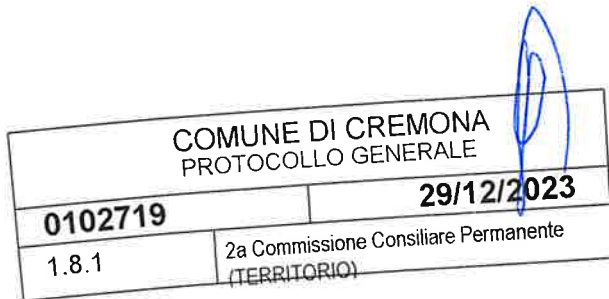 COMUNE DI CREMONA
PROTOCOLLO GENERALE
0102719 29/12/2023
1.8.1 2a Commissione Consiliare Permanente
(TERRITORIO)